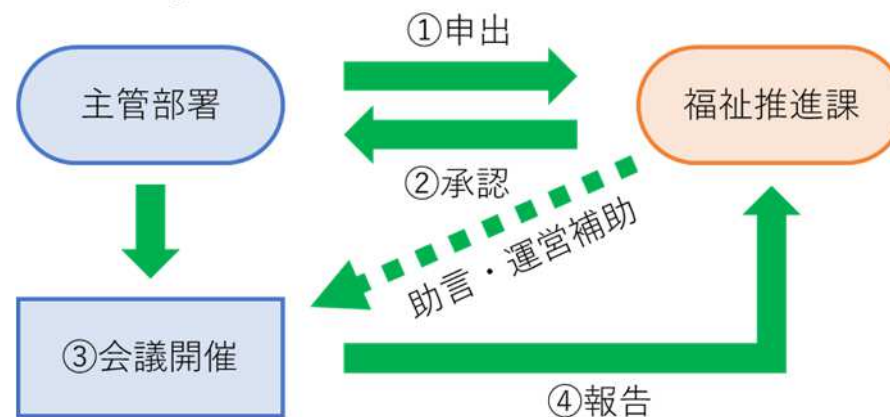 ①申出
主管部署
福祉推進課
②承認
助言・運営補助
③会議開催
④報告